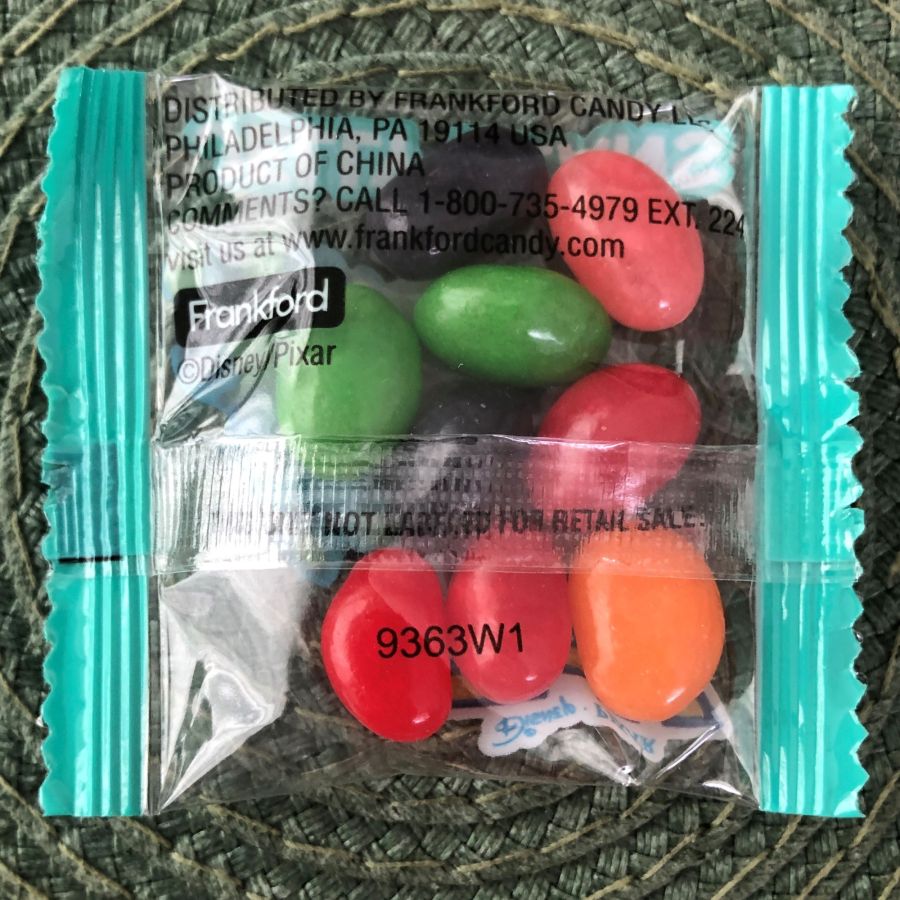 DISTRIBUTED BY FRANKFORD CANDY
PHILADELPHIA, PA 19114 USA
PRODUCT OF CHINA
COMMENTS? CALL 1-800-735-4979 EXT. 224
visit us at www.frankfordcandy.com
Frankford
©Disney/Pixar
NOT LABELED FOR RETAIL SALE.
9363W1
Disney